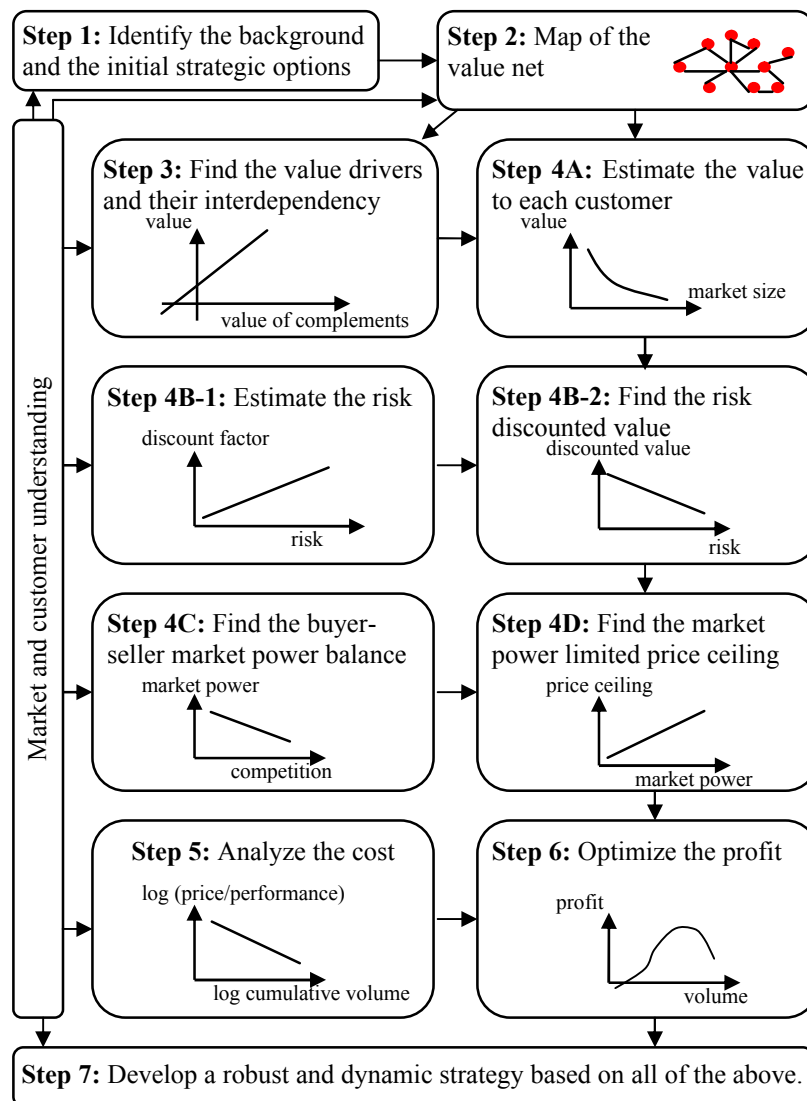 Step 1: Identify the background
and the initial strategic options
Step 2: Map of the
value net
Market and customer understanding
Step 3: Find the value drivers
and their interdependency
value
value of complements
Step 4A: Estimate the value
to each customer
value
market size
Step 4B-1: Estimate the risk
discount factor
risk
Step 4B-2: Find the risk
discounted value
discounted value
risk
Step 4C: Find the buyer-
seller market power balance
market power
competition
Step 4D: Find the market
power limited price ceiling
price ceiling
market power
Step 5: Analyze the cost
log (price/performance)
log cumulative volume
Step 6: Optimize the profit
profit
volume
Step 7: Develop a robust and dynamic strategy based on all of the above.